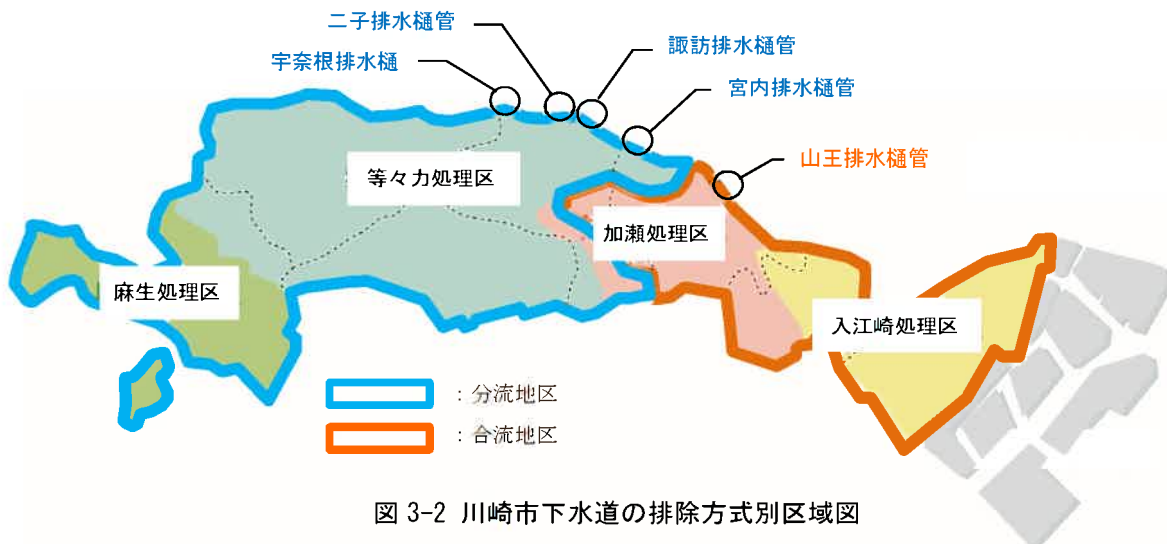 二子排水樋管
諏訪排水樋管
宇奈根排水樋
宮内排水樋管
山王排水樋管
等々力処理区
加瀬処理区
麻生処理区
入江崎処理区
：分流地区
：合流地区
図 3-2 川崎市下水道の排除方式別区域図